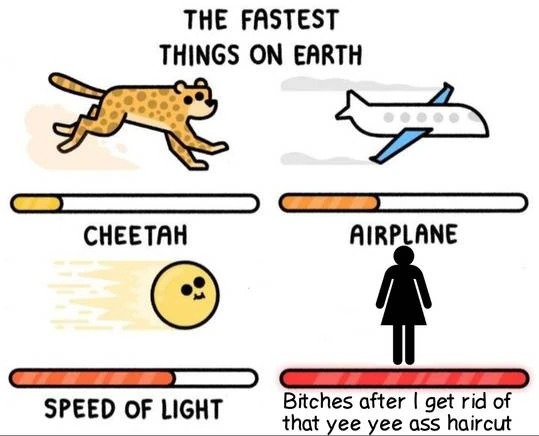 THE FASTEST
THINGS ON EARTH
CHEETAH
AIRPLANE
SPEED OF LIGHT
Bitches after I get rid of
that yee yee ass haircut